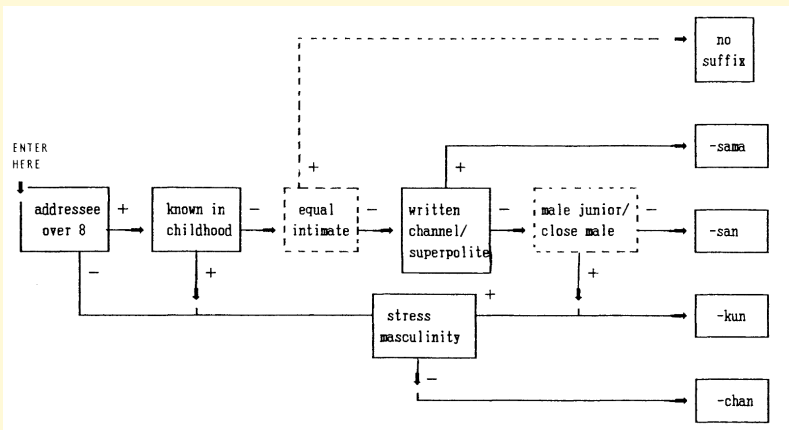 no
suffix
ENTER
HERE
+
-sama
+
addressee
over 8
+
known in
childhood
−
equal
intimate
−
written
channel/
superpolite
−
male junior/
close male
−
-san
−
+
+
stress
masculinity
+
-kun
−
-chan